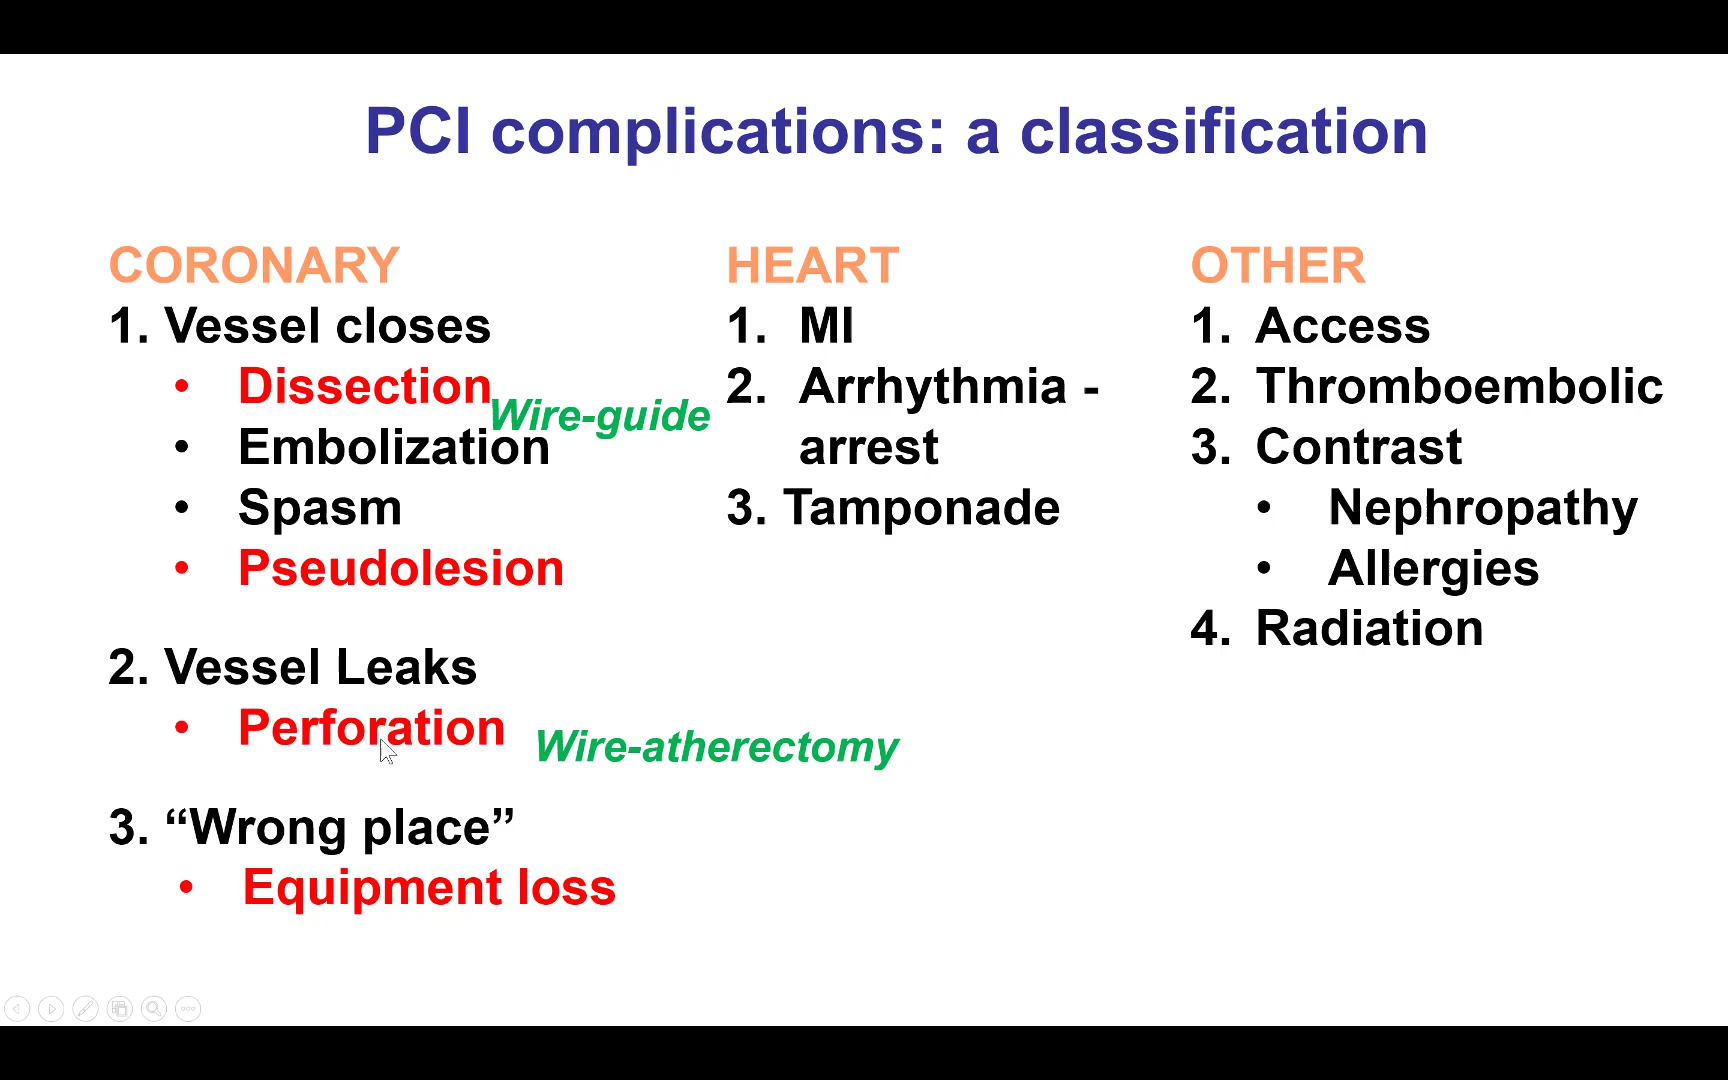 PCI complications: a classification
CORONARY
1. Vessel closes
• Dissection
Wire-guide
• Embolization
• Spasm
• Pseudolesion
2. Vessel Leaks
• Perforation
Wire-atherectomy
3. “Wrong place”
• Equipment loss
HEART
1. MI
2. Arrhythmia -
arrest
3. Tamponade
OTHER
1. Access
2. Thromboembolic
3. Contrast
• Nephropathy
• Allergies
4. Radiation